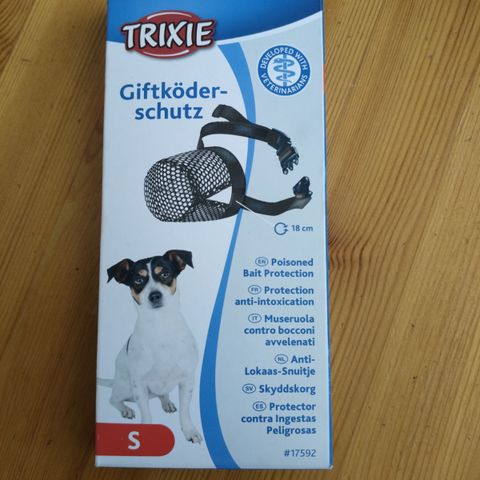 TRIXIE
DEVELOPED WITH
VETERINARIANS
Giftköder-
schutz
18 cm
EN Poisoned
Bait Protection
FR Protection
anti-intoxication
IT Museruola
contro bocconi
avvelenati
NL Anti-
Lokaas-Snuitje
SV Skyddskorg
ES Protector
contra Ingestas
Peligrosas
S
#17592